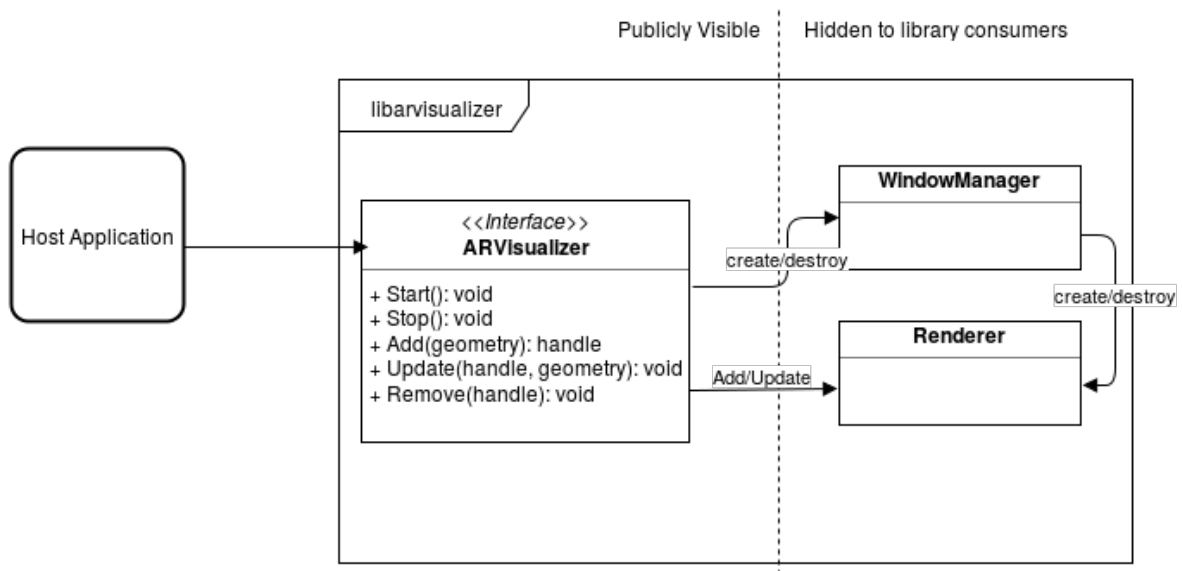 Publicly Visible
Hidden to library consumers
libarvisualizer
Host Application
<<Interface>>
ARVisualizer
+ Start(): void
+ Stop(): void
+ Add(geometry): handle
+ Update(handle, geometry): void
+ Remove(handle): void
create/destroy
Add/Update
WindowManager
create/destroy
Renderer